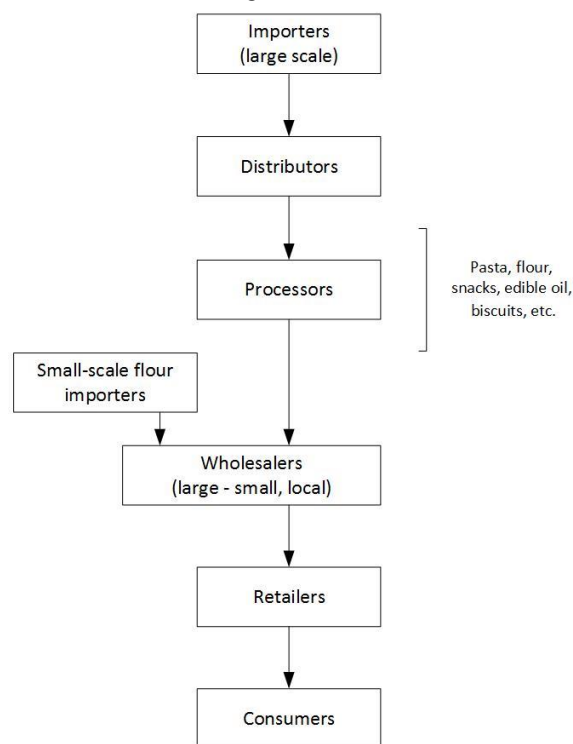 Importers
(large scale)
Distributors
Processors
Pasta, flour,
snacks, edible oil,
biscuits, etc.
Small-scale flour
importers
Wholesalers
(large - small, local)
Retailers
Consumers